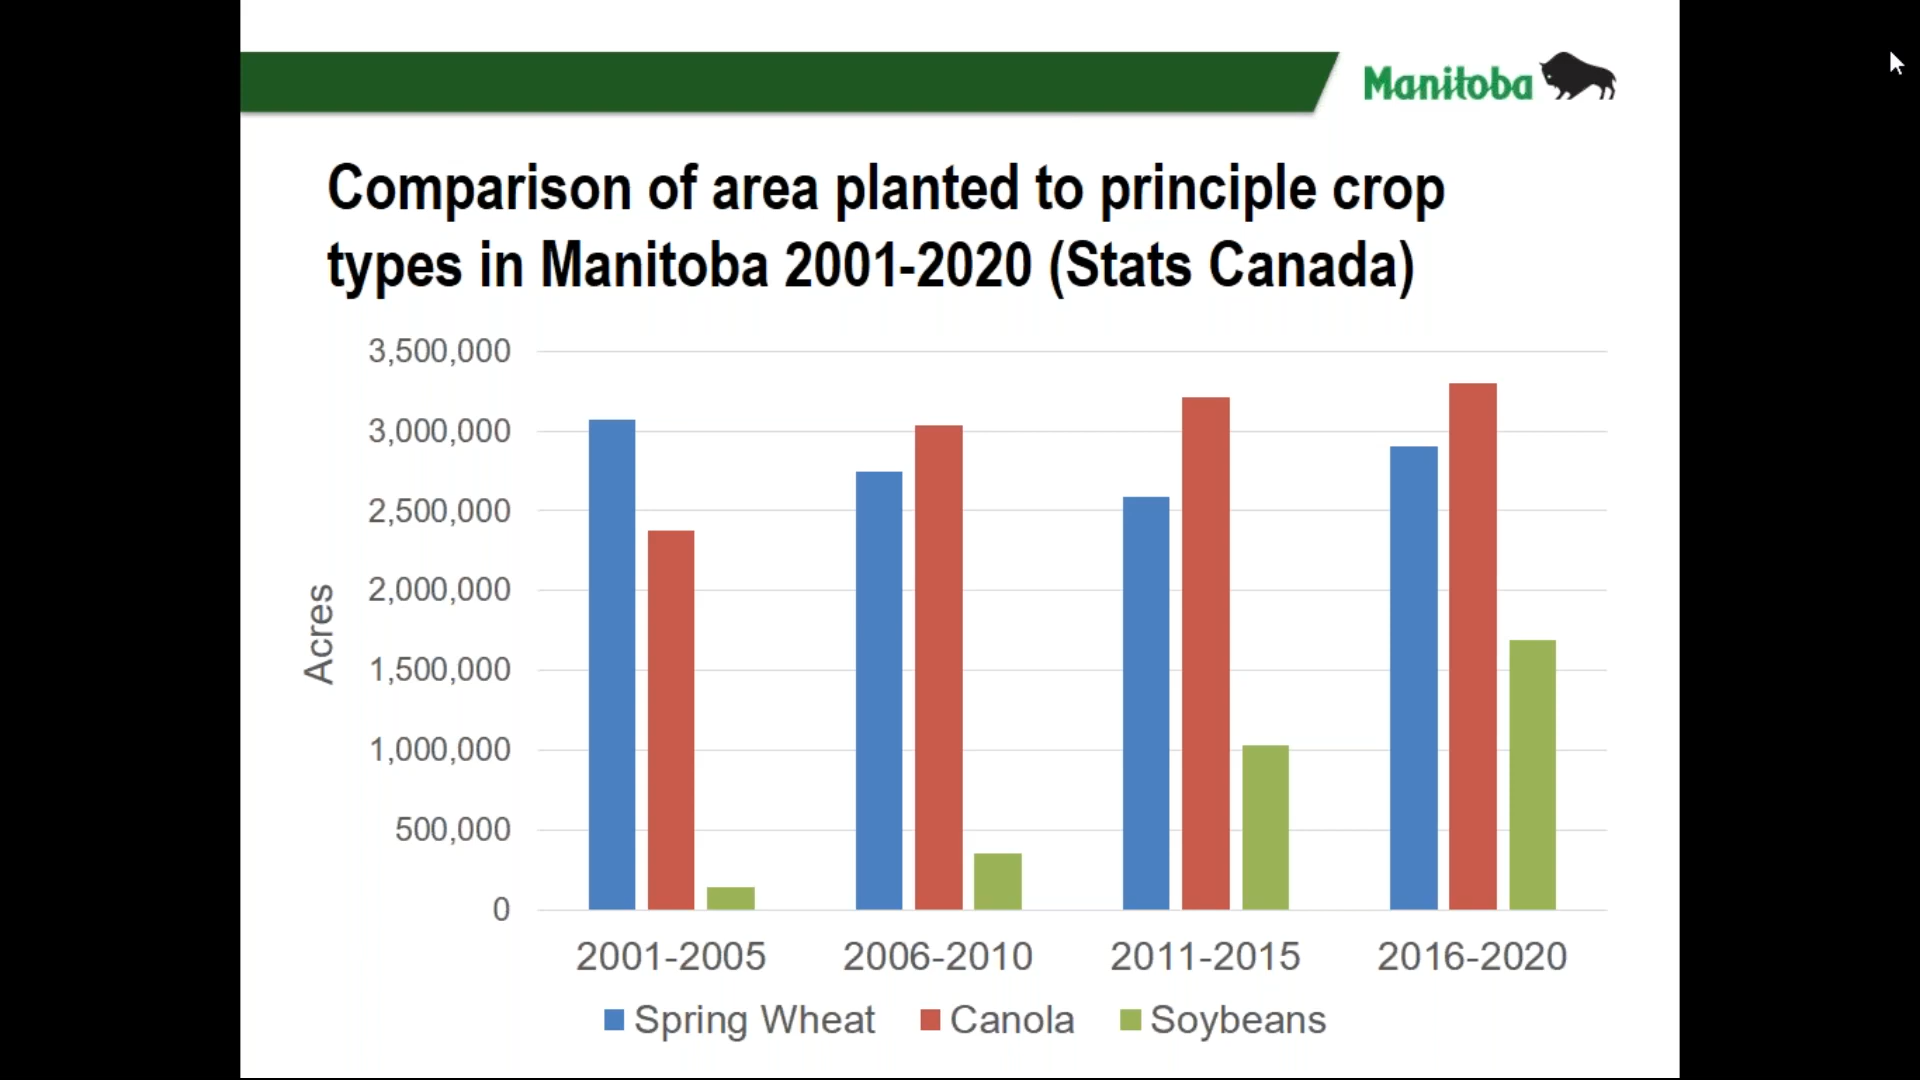 Manitoba
Comparison of area planted to principle crop
types in Manitoba 2001-2020 (Stats Canada)
3,500,000
3,000,000
2,500,000
2,000,000
1,500,000
1,000,000
500,000
0
Acres
2001-2005 2006-2010 2011-2015 2016-2020
Spring Wheat Canola Soybeans